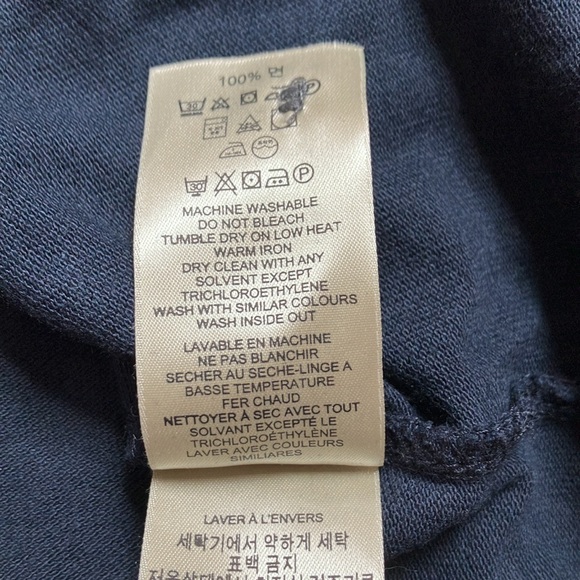 100% 면
30 P
30 P
MACHINE WASHABLE
DO NOT BLEACH
TUMBLE DRY ON LOW HEAT
WARM IRON
DRY CLEAN WITH ANY
SOLVENT EXCEPT
TRICHLOROETHYLENE
WASH WITH SIMILAR COLOURS
WASH INSIDE OUT
LAVABLE EN MACHINE
NE PAS BLANCHIR
SECHER AU SECHE-LINGE A
BASSE TEMPERATURE
FER CHAUD
NETTOYER À SEC AVEC TOUT
SOLVANT EXCEPTÉ LE
TRICHLOROÉTHYLÈNE
LAVER AVEC COULEURS
SIMILIARES
LAVER À L'ENVERS
세탁기에서 약하게 세탁
표백 금지